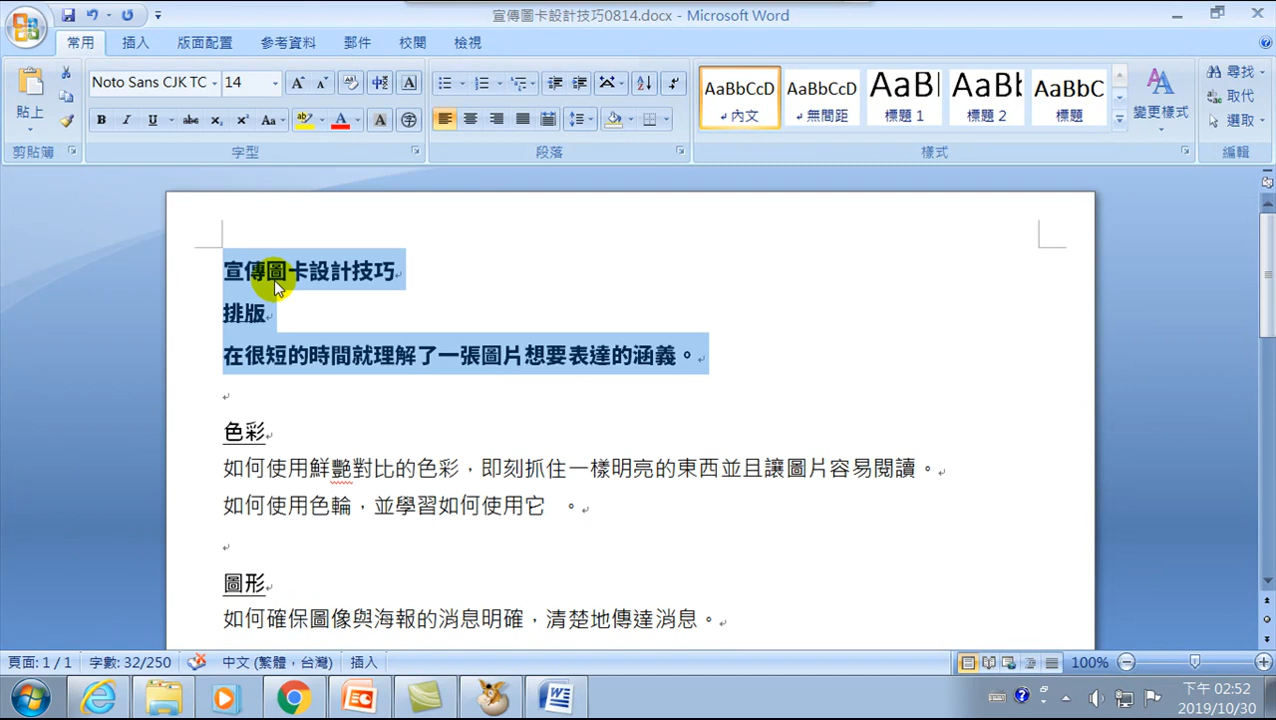 宣傳圖卡設計技巧0814.docx - Microsoft Word
常用 插入 版面配置 參考資料 郵件 校閱 檢視
貼上
Noto Sans CJK TC 14
B I U abc x₂ x² Aa A A
AaBbCcD AaBbCcD AaBl AaBb AaBbC
內文 無間距 標題 1 標題 2 標題
變更樣式
尋找
取代
選取
剪貼簿 字型 段落 樣式 編輯
宣傳圖卡設計技巧
排版
在很短的時間就理解了一張圖片想要表達的涵義。
色彩
如何使用鮮艷對比的色彩，即刻抓住一樣明亮的東西並且讓圖片容易閱讀。
如何使用色輪，並學習如何使用它 。
圖形
如何確保圖像與海報的消息明確，清楚地傳達消息。
頁面: 1 / 1 字數: 32/250 中文 (繁體，台灣) 插入 100%
下午 02:52
2019/10/30